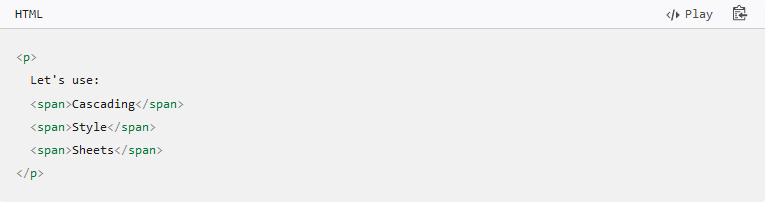 HTML
</> Play
<p>
Let's use:
<span>Cascading</span>
<span>Style</span>
<span>Sheets</span>
</p>